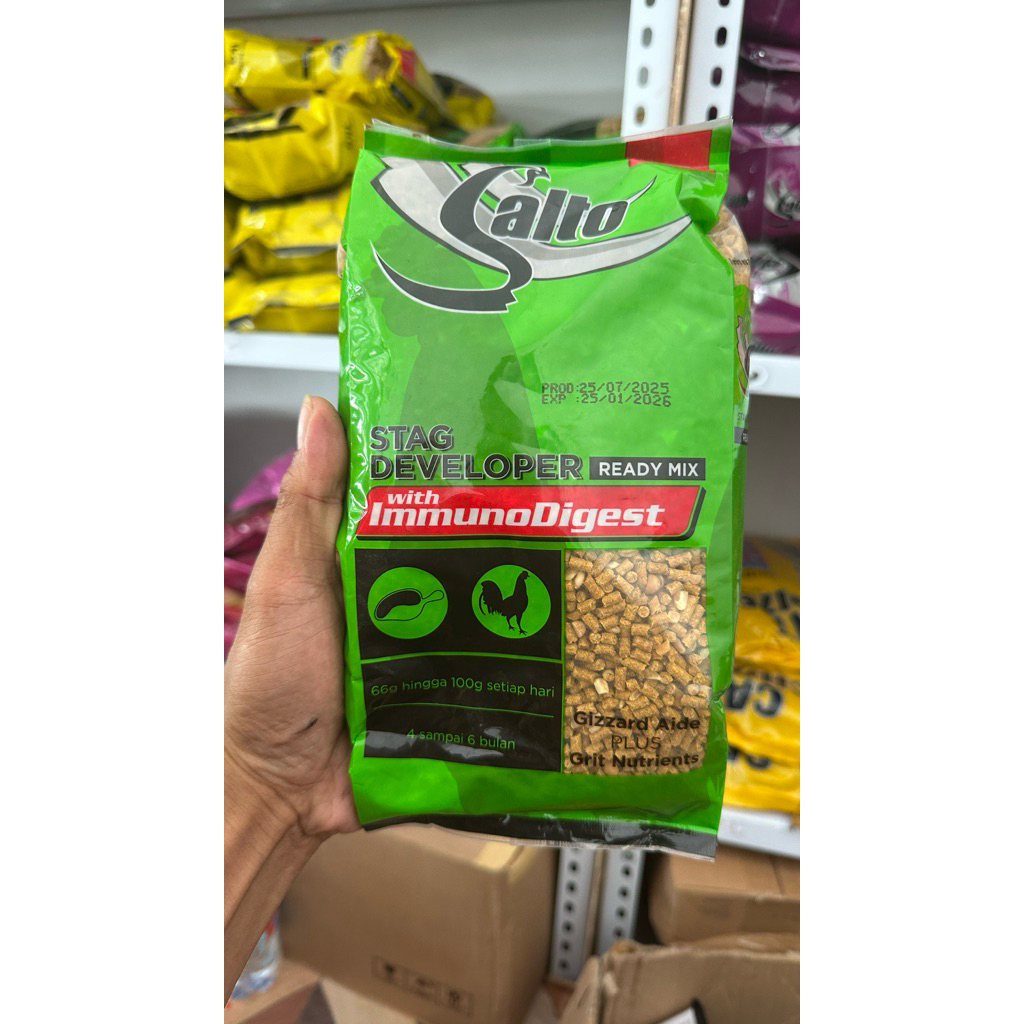 Salto
PROD:25/07/2025
EXP :25/01/2026
STAG
DEVELOPER READY MIX
with
ImmunoDigest
66g hingga 100g setiap hari
4 sampai 6 bulan
Gizzard Aide
PLUS
Grit Nutrients